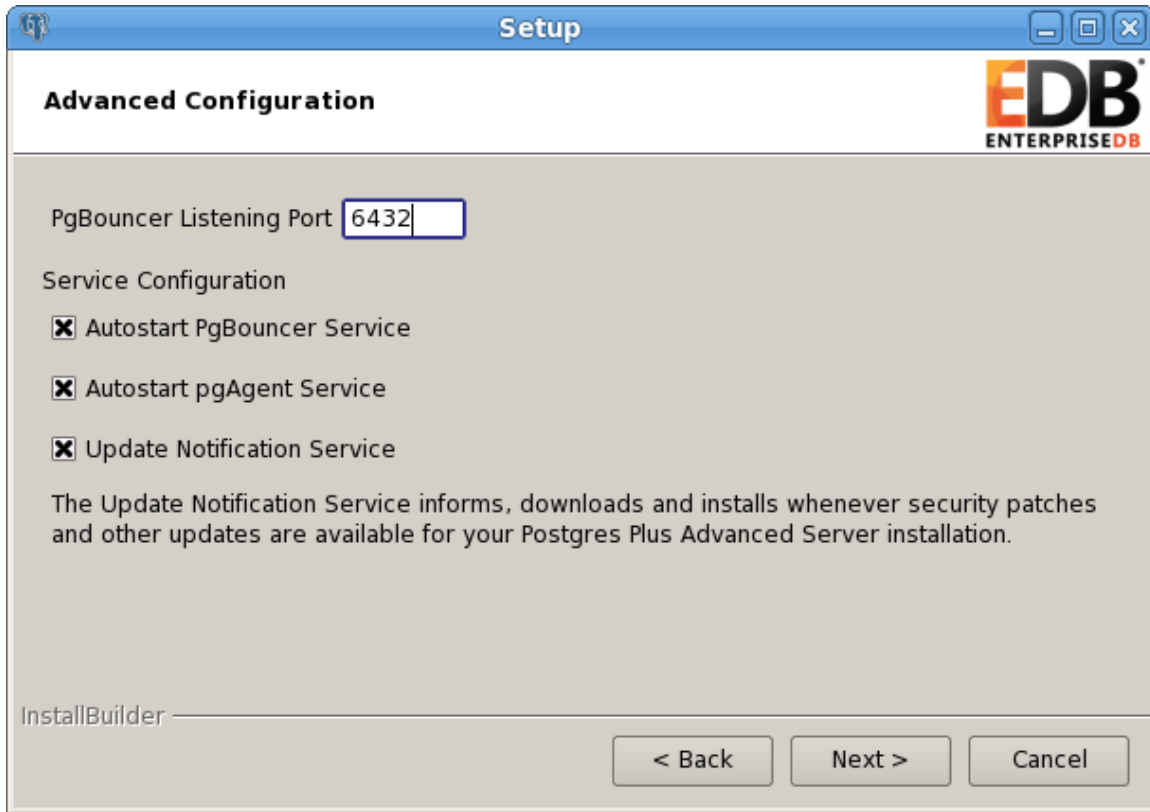 Setup
Advanced Configuration
EDB
ENTERPRISEDB
PgBouncer Listening Port 6432
Service Configuration
Autostart PgBouncer Service
Autostart pgAgent Service
Update Notification Service
The Update Notification Service informs, downloads and installs whenever security patches
and other updates are available for your Postgres Plus Advanced Server installation.
InstallBuilder
< Back Next > Cancel